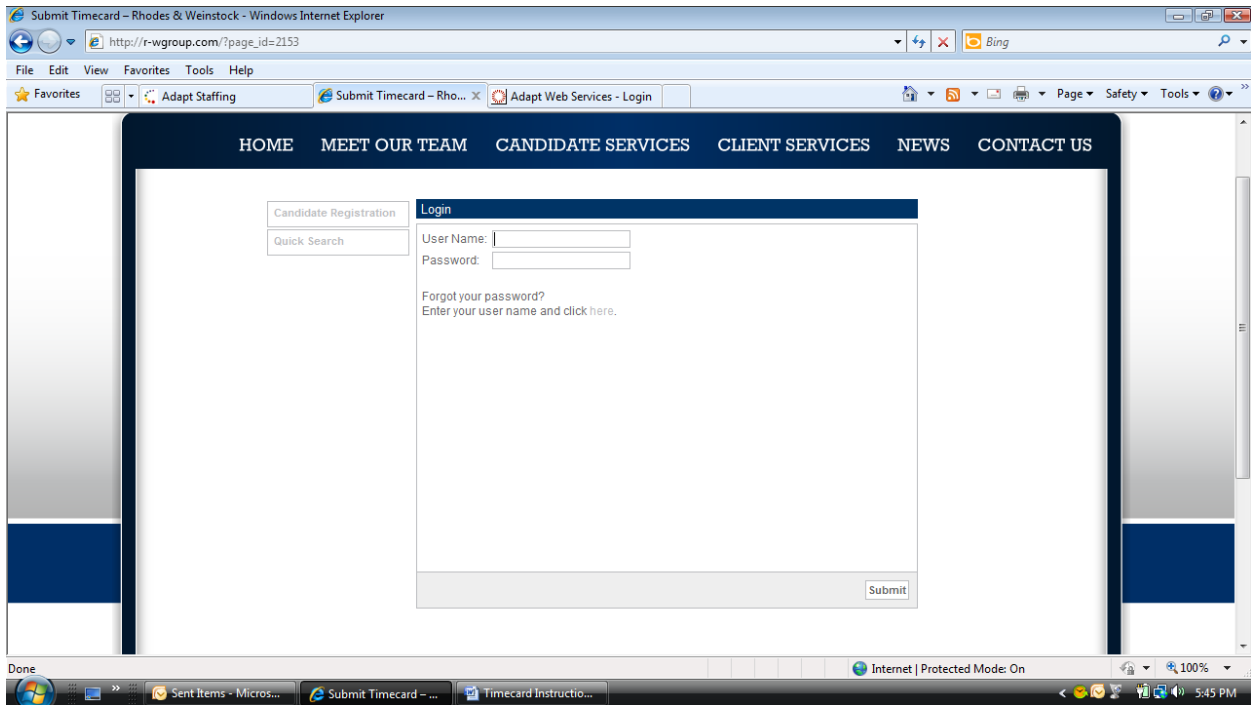 Submit Timecard – Rhodes & Weinstock - Windows Internet Explorer
http://r-wgroup.com/?page_id=2153
Bing
File Edit View Favorites Tools Help
Favorites Adapt Staffing Submit Timecard – Rho... Adapt Web Services - Login Page Safety Tools
HOME MEET OUR TEAM CANDIDATE SERVICES CLIENT SERVICES NEWS CONTACT US
Candidate Registration
Quick Search
Login
User Name:
Password:
Forgot your password?
Enter your user name and click here.
Submit
Done Internet | Protected Mode: On 100%
Sent Items - Micros... Submit Timecard – ... Timecard Instructio... 5:45 PM